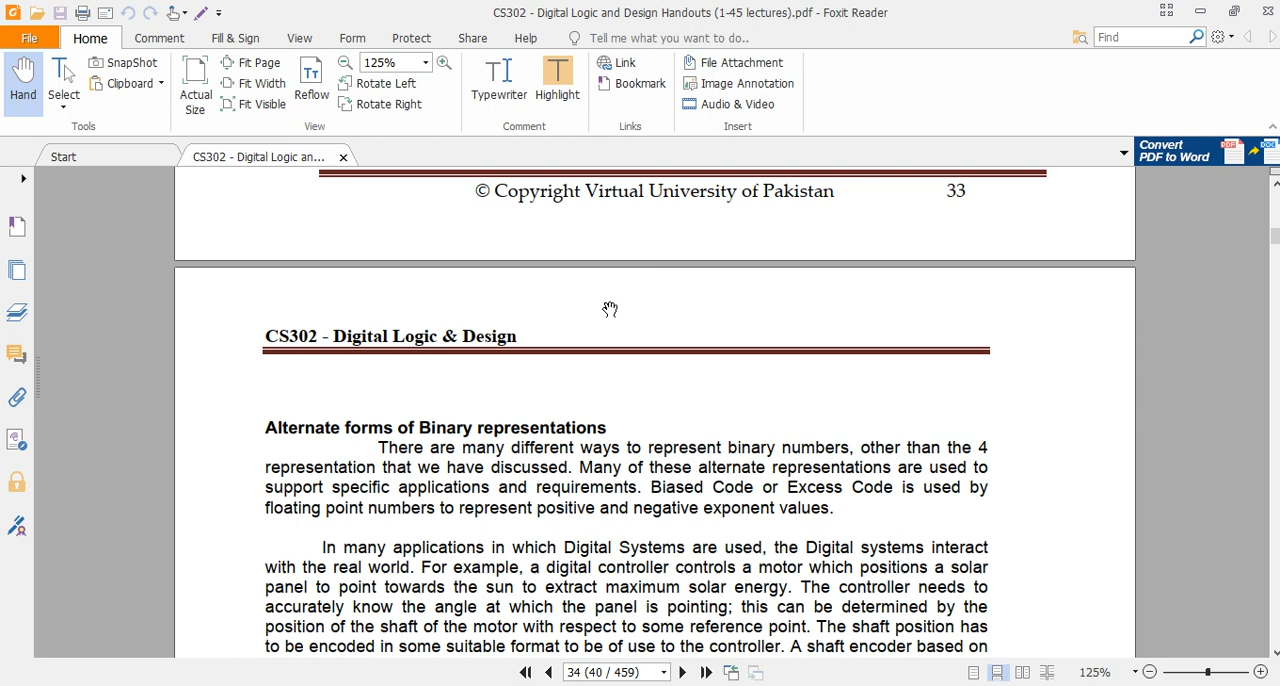 CS302 - Digital Logic and Design Handouts (1-45 lectures).pdf - Foxit Reader
File Home Comment Fill & Sign View Form Protect Share Help Tell me what you want to do.. Find
Hand
Select
SnapShot
Clipboard
Tools
Actual Size
Fit Page
Fit Width
Fit Visible
Reflow
125%
Rotate Left
Rotate Right
View
Typewriter
Highlight
Comment
Link
Bookmark
Links
File Attachment
Image Annotation
Audio & Video
Insert
Start CS302 - Digital Logic an...
Convert
PDF to Word
© Copyright Virtual University of Pakistan 33
CS302 - Digital Logic & Design
Alternate forms of Binary representations
There are many different ways to represent binary numbers, other than the 4
representation that we have discussed. Many of these alternate representations are used to
support specific applications and requirements. Biased Code or Excess Code is used by
floating point numbers to represent positive and negative exponent values.
In many applications in which Digital Systems are used, the Digital systems interact
with the real world. For example, a digital controller controls a motor which positions a solar
panel to point towards the sun to extract maximum solar energy. The controller needs to
accurately know the angle at which the panel is pointing; this can be determined by the
position of the shaft of the motor with respect to some reference point. The shaft position has
to be encoded in some suitable format to be of use to the controller. A shaft encoder based on
34 (40 / 459) 125%